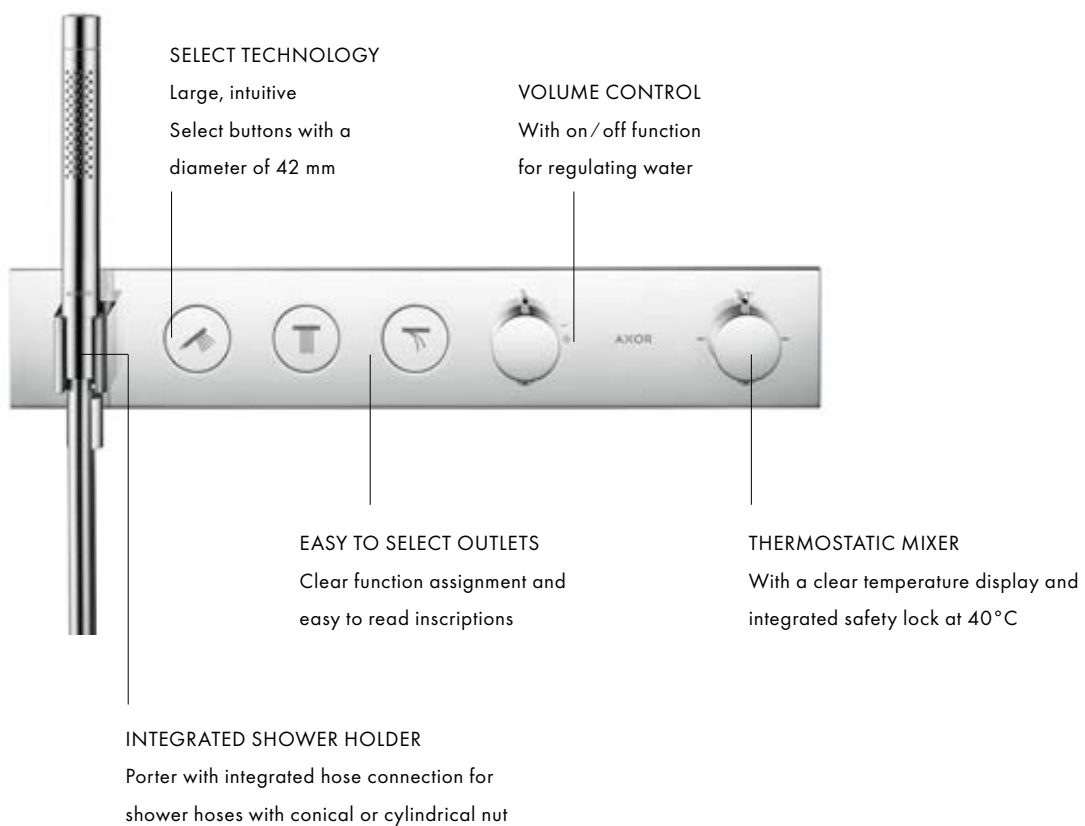 SELECT TECHNOLOGY
Large, intuitive
Select buttons with a
diameter of 42 mm
VOLUME CONTROL
With on / off function
for regulating water
AXOR
EASY TO SELECT OUTLETS
Clear function assignment and
easy to read inscriptions
THERMOSTATIC MIXER
With a clear temperature display and
integrated safety lock at 40°C
INTEGRATED SHOWER HOLDER
Porter with integrated hose connection for
shower hoses with conical or cylindrical nut